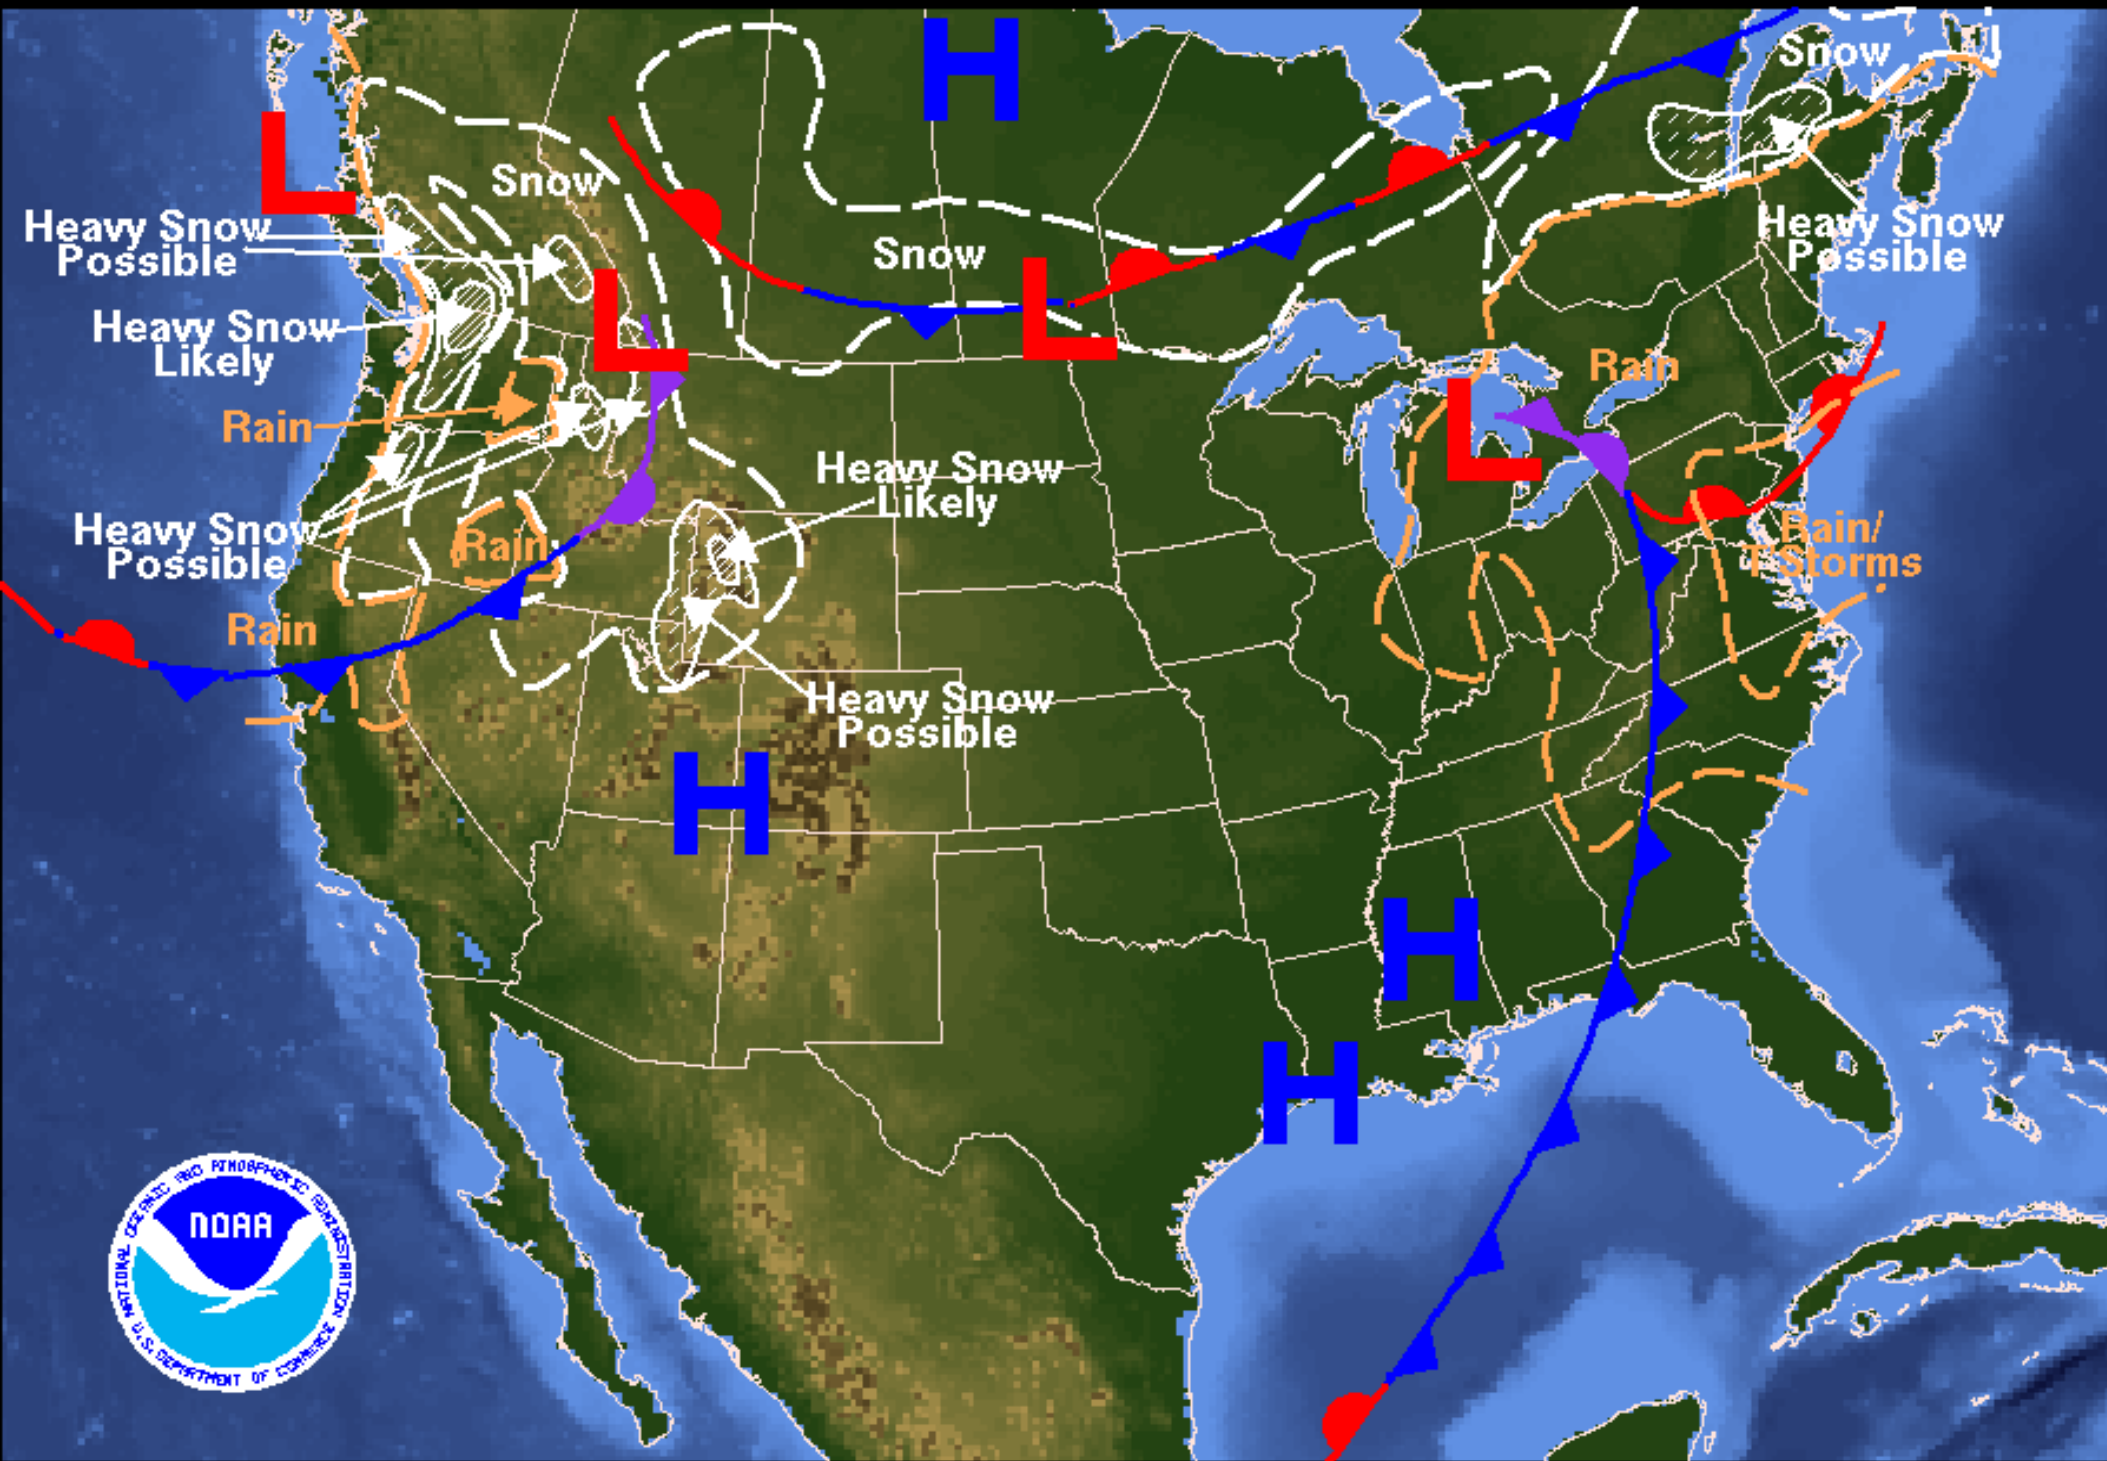 H
Snow
L
Snow
Heavy Snow
Possible
Heavy Snow
Possible
Snow
L
L
Heavy Snow
Likely
Rain
L
Rain
Heavy Snow
Likely
Heavy Snow
Possible
Rain
Rain/
T'Storms
Rain
Heavy Snow
Possible
H
H
H
NOAA
NATIONAL OCEANIC AND ATMOSPHERIC ADMINISTRATION
U.S. DEPARTMENT OF COMMERCE